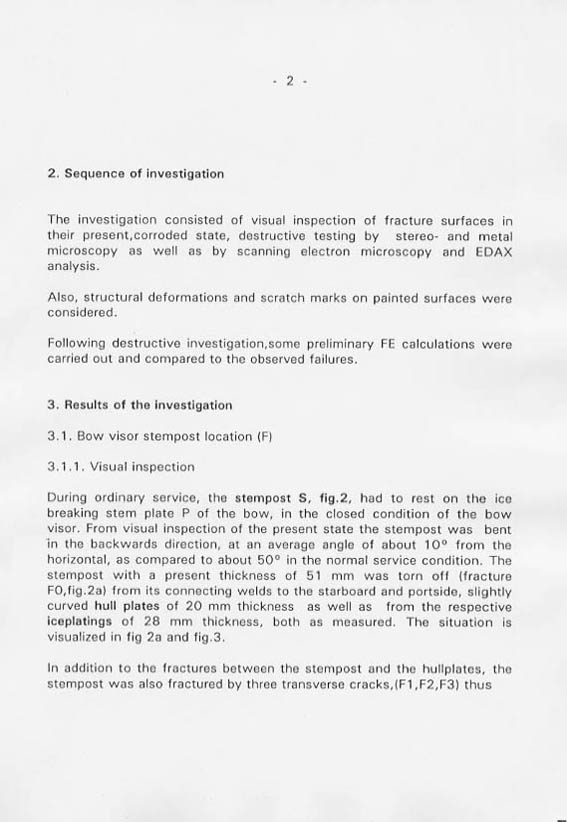 - 2 -
2. Sequence of investigation
The investigation consisted of visual inspection of fracture surfaces in
their present,corroded state, destructive testing by stereo- and metal
microscopy as well as by scanning electron microscopy and EDAX
analysis.
Also, structural deformations and scratch marks on painted surfaces were
considered.
Following destructive investigation,some preliminary FE calculations were
carried out and compared to the observed failures.
3. Results of the investigation
3.1. Bow visor stempost location (F)
3.1.1. Visual inspection
During ordinary service, the stempost S, fig.2, had to rest on the ice
breaking stem plate P of the bow, in the closed condition of the bow
visor. From visual inspection of the present state the stempost was bent
in the backwards direction, at an average angle of about 10° from the
horizontal, as compared to about 50° in the normal service condition. The
stempost with a present thickness of 51 mm was torn off (fracture
FO,fig.2a) from its connecting welds to the starboard and portside, slightly
curved hull plates of 20 mm thickness as well as from the respective
iceplatings of 28 mm thickness, both as measured. The situation is
visualized in fig 2a and fig.3.
In addition to the fractures between the stempost and the hullplates, the
stempost was also fractured by three transverse cracks,(F1,F2,F3) thus